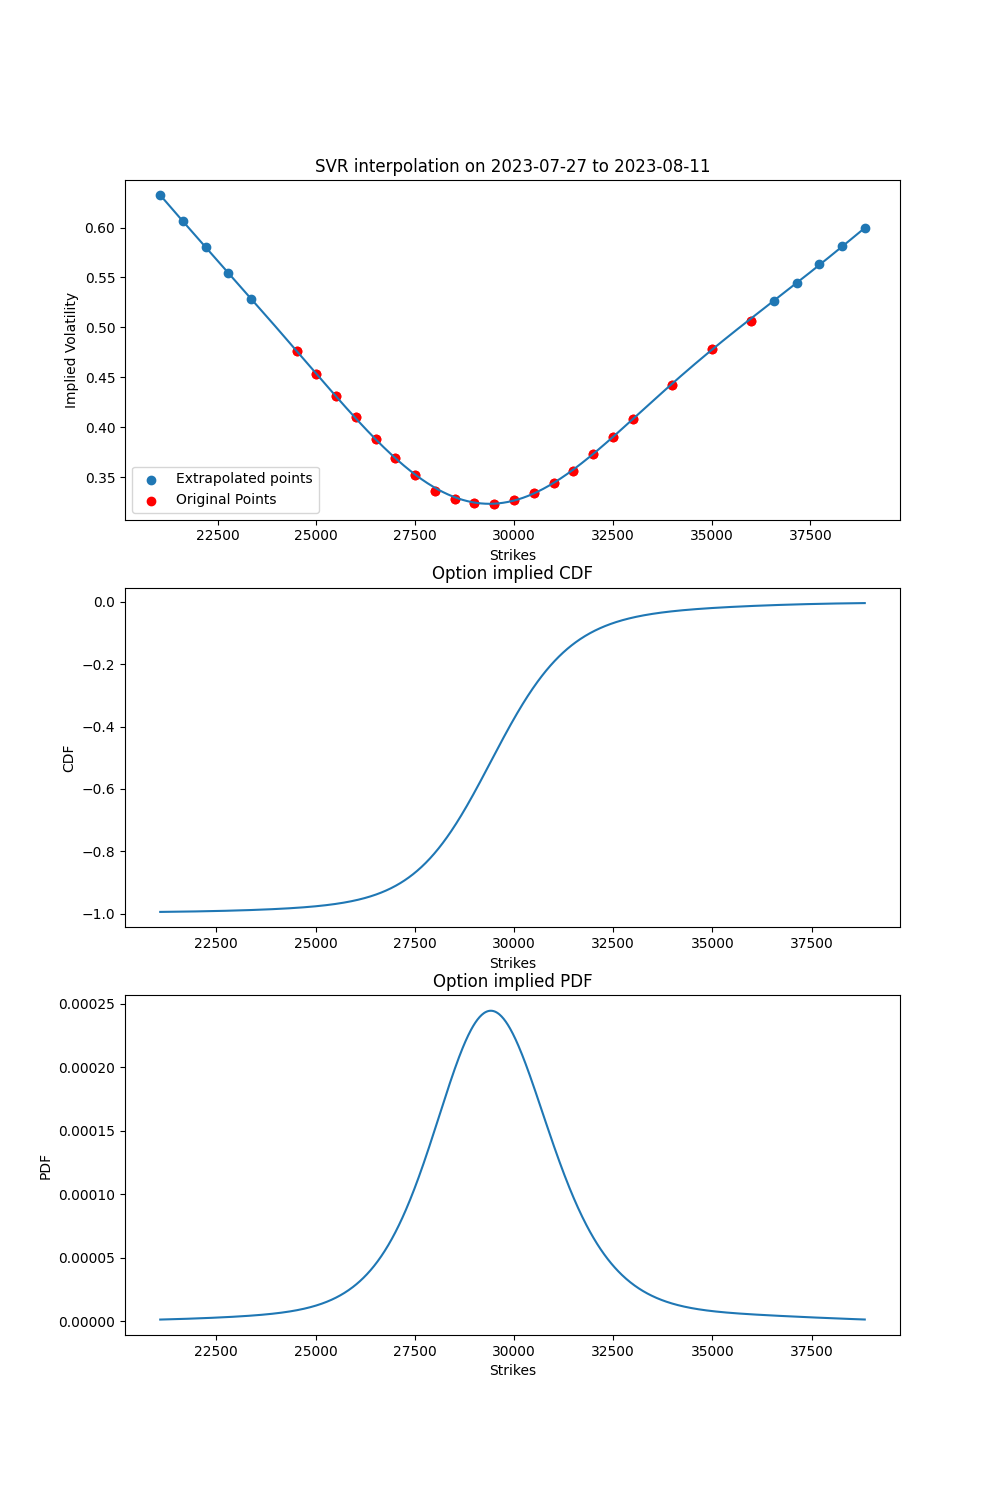 SVR interpolation on 2023-07-27 to 2023-08-11
0.60
0.55
0.50
0.45
0.40
0.35
Implied Volatility
Extrapolated points
Original Points
22500 25000 27500 30000 32500 35000 37500
Strikes
Option implied CDF
0.0
−0.2
−0.4
−0.6
−0.8
−1.0
CDF
22500 25000 27500 30000 32500 35000 37500
Strikes
Option implied PDF
0.00025
0.00020
0.00015
0.00010
0.00005
0.00000
PDF
22500 25000 27500 30000 32500 35000 37500
Strikes